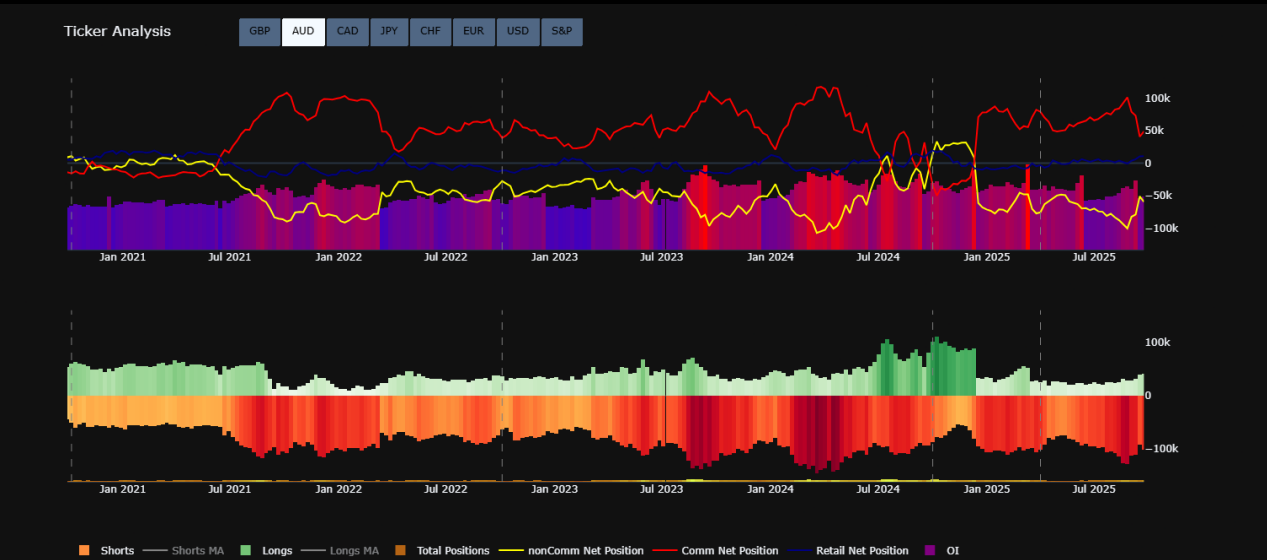 Ticker Analysis GBP AUD CAD JPY CHF EUR USD S&P
100k
50k
0
−50k
−100k
Jan 2021 Jul 2021 Jan 2022 Jul 2022 Jan 2023 Jul 2023 Jan 2024 Jul 2024 Jan 2025 Jul 2025
100k
0
−100k
Jan 2021 Jul 2021 Jan 2022 Jul 2022 Jan 2023 Jul 2023 Jan 2024 Jul 2024 Jan 2025 Jul 2025
Shorts Shorts MA Longs Longs MA Total Positions nonComm Net Position Comm Net Position Retail Net Position OI